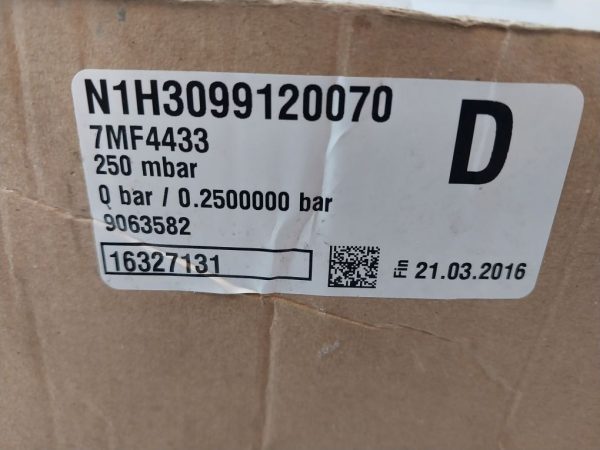 N1H3099120070
7MF4433
250 mbar
0 bar / 0.2500000 bar
9063582
16327131
D
Fin 21.03.2016